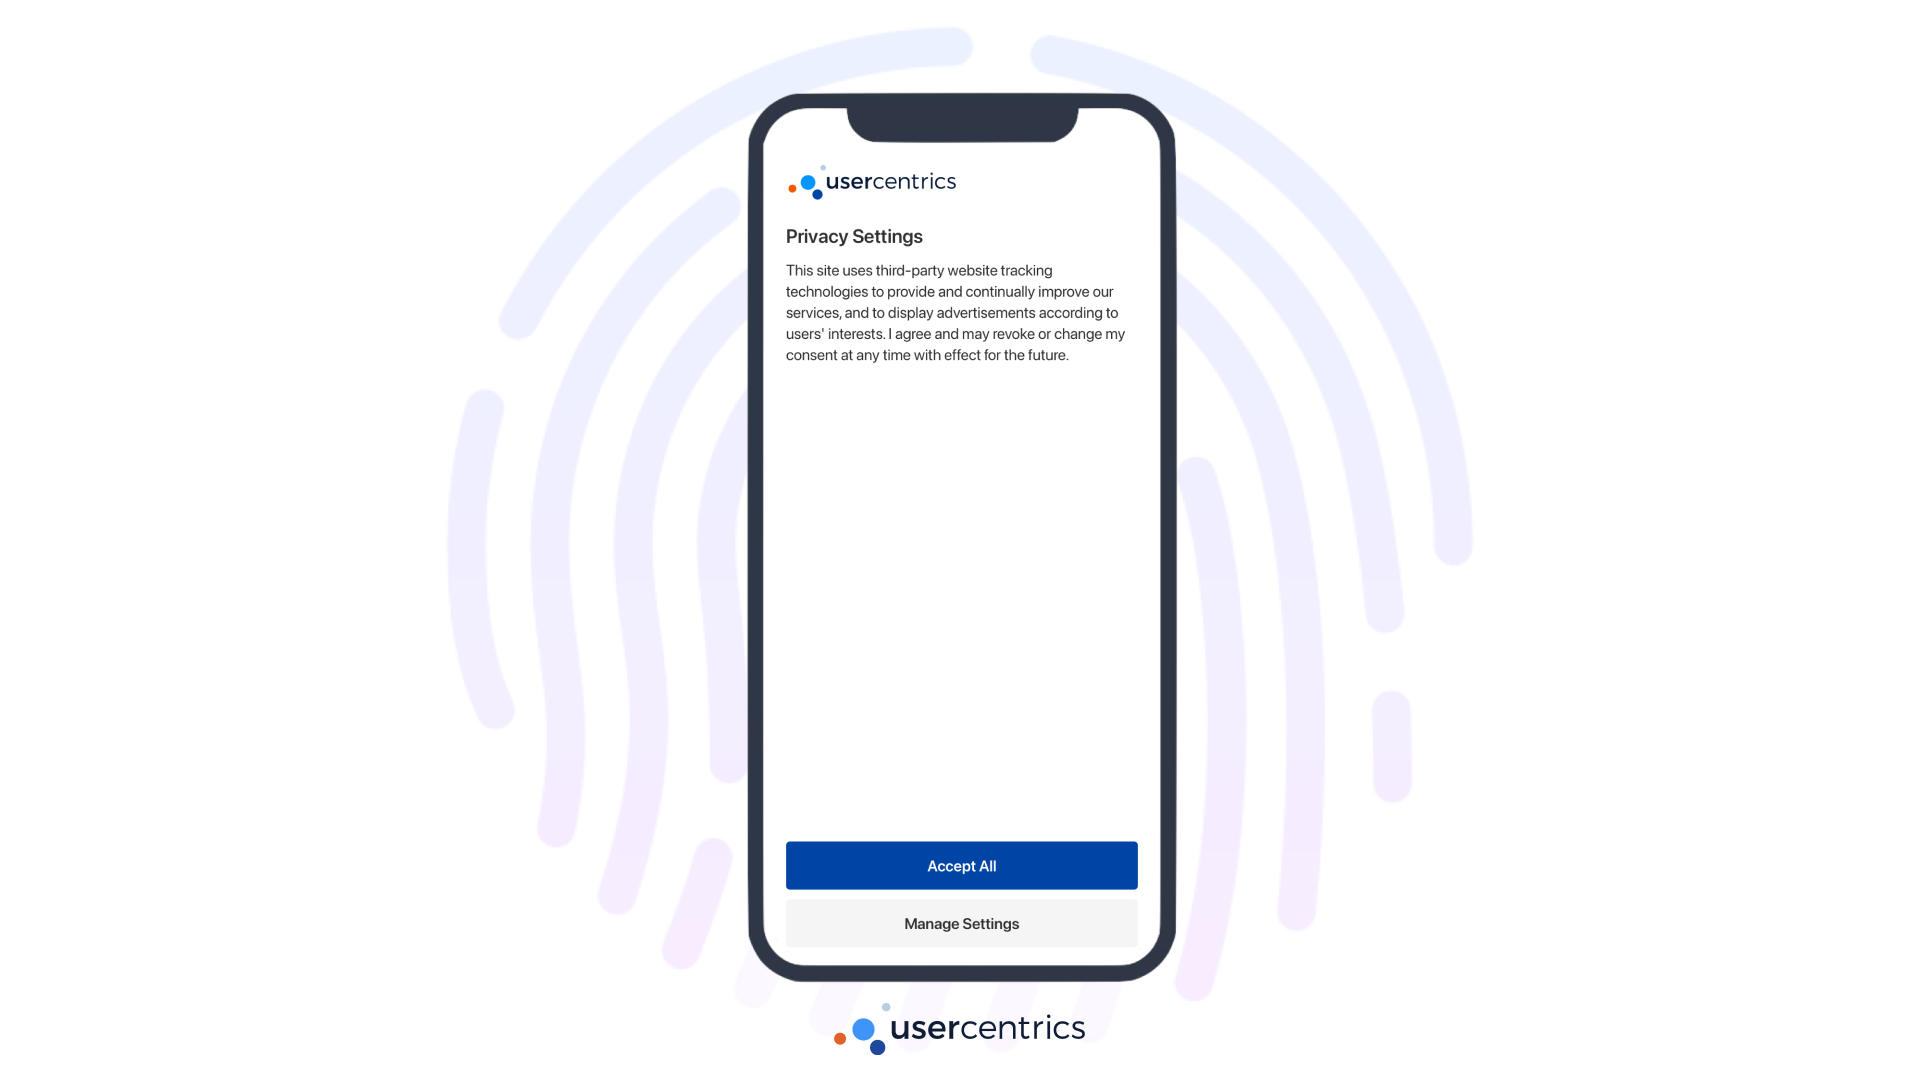 usercentrics
Privacy Settings
This site uses third-party website tracking
technologies to provide and continually improve our
services, and to display advertisements according to
users' interests. I agree and may revoke or change my
consent at any time with effect for the future.
Accept All
Manage Settings
usercentrics